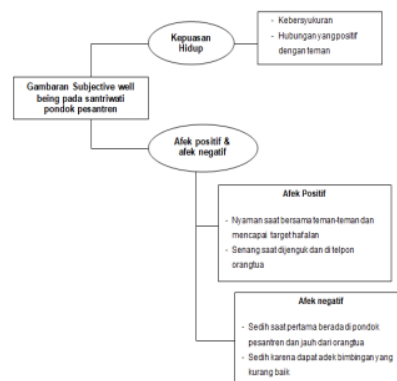 Kepuasan
Hidup
- Kebersyukuran
- Hubungan yang positif
dengan teman
Gambaran Subjective well
being pada santriwati
pondok pesantren
Afek positif &
afek negatif
Afek Positif
- Nyaman saat bersama teman-teman dan
mencapai target hafalan
- Senang saat dijenguk dan di telpon
orangtua
Afek negatif
- Sedih saat pertama berada di pondok
pesantren dan jauh dari orangtua
- Sedih karena dapat adek bimbingan yang
kurang baik